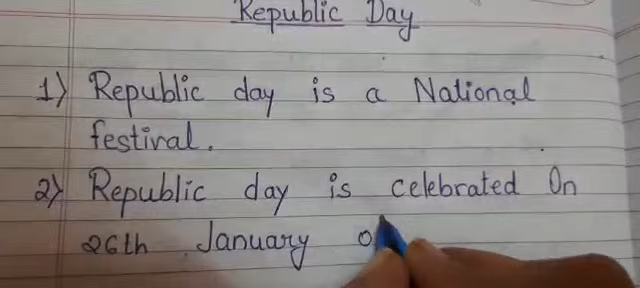 Republic Day
1) Republic day is a National
festival.
2) Republic day is celebrated On
26th January